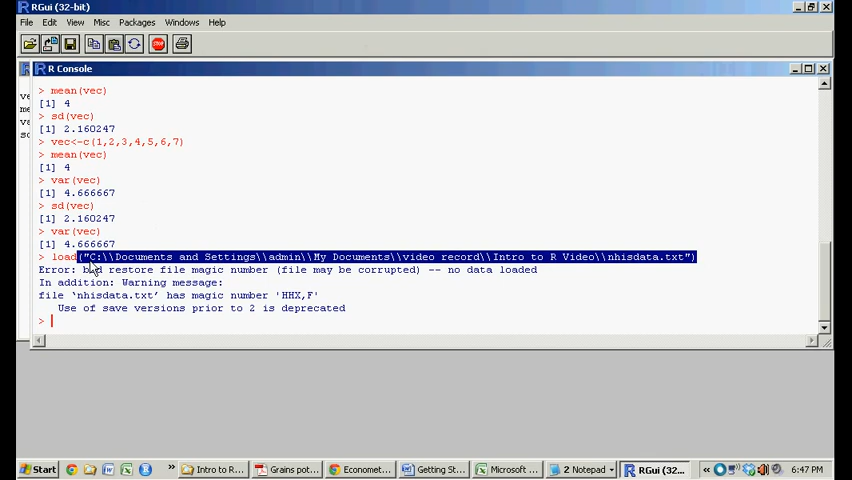 RGui (32-bit)
File Edit View Misc Packages Windows Help
STOP
R Console
> mean(vec)
[1] 4
> sd(vec)
[1] 2.160247
> vec<-c(1,2,3,4,5,6,7)
> mean(vec)
[1] 4
> var(vec)
[1] 4.666667
> sd(vec)
[1] 2.160247
> var(vec)
[1] 4.666667
> load("C:\\Documents and Settings\\admin\\My Documents\\video record\\Intro to R Video\\nhisdata.txt")
Error: bad restore file magic number (file may be corrupted) -- no data loaded
In addition: Warning message:
file ‘nhisdata.txt’ has magic number 'HHX,F'
Use of save versions prior to 2 is deprecated
>
Start Intro to R... Grains pot... Economet... Getting St... Microsoft ... 2 Notepad RGui (32-... 6:47 PM